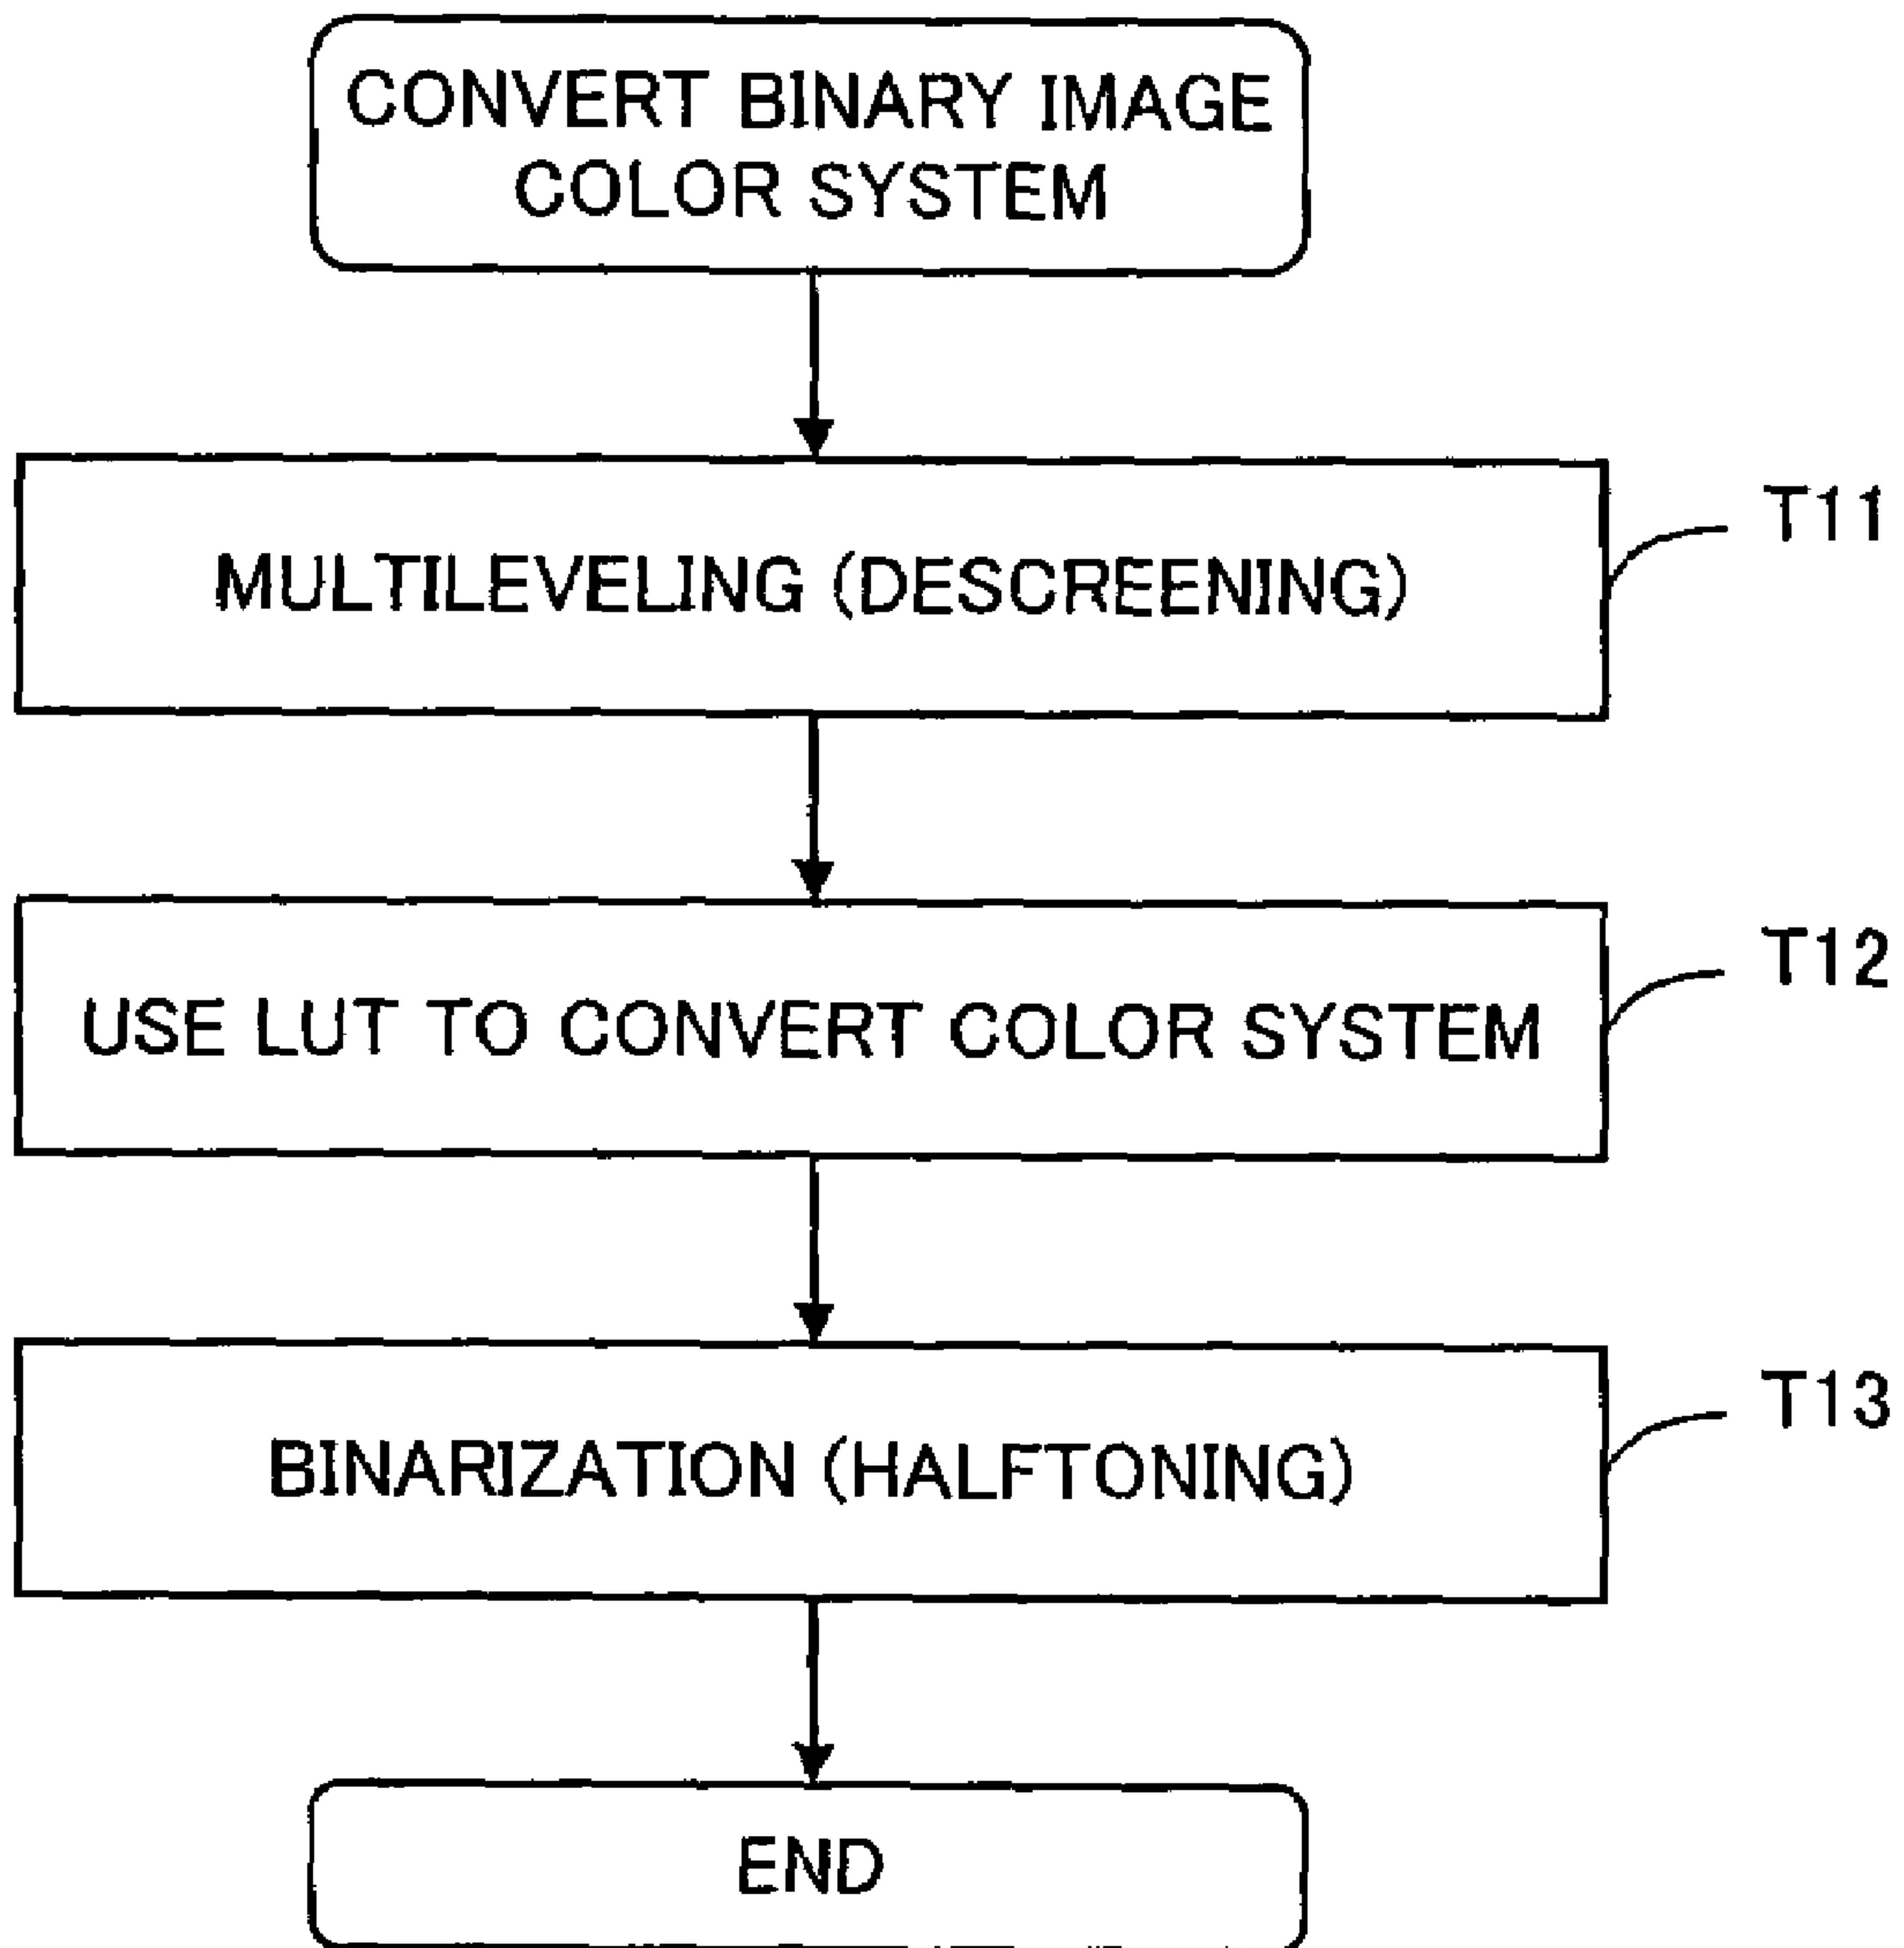 CONVERT BINARY IMAGE
COLOR SYSTEM
T11
MULTILEVELING (DESCREENING)
T12
USE LUT TO CONVERT COLOR SYSTEM
T13
BINARIZATION (HALFTONING)
END